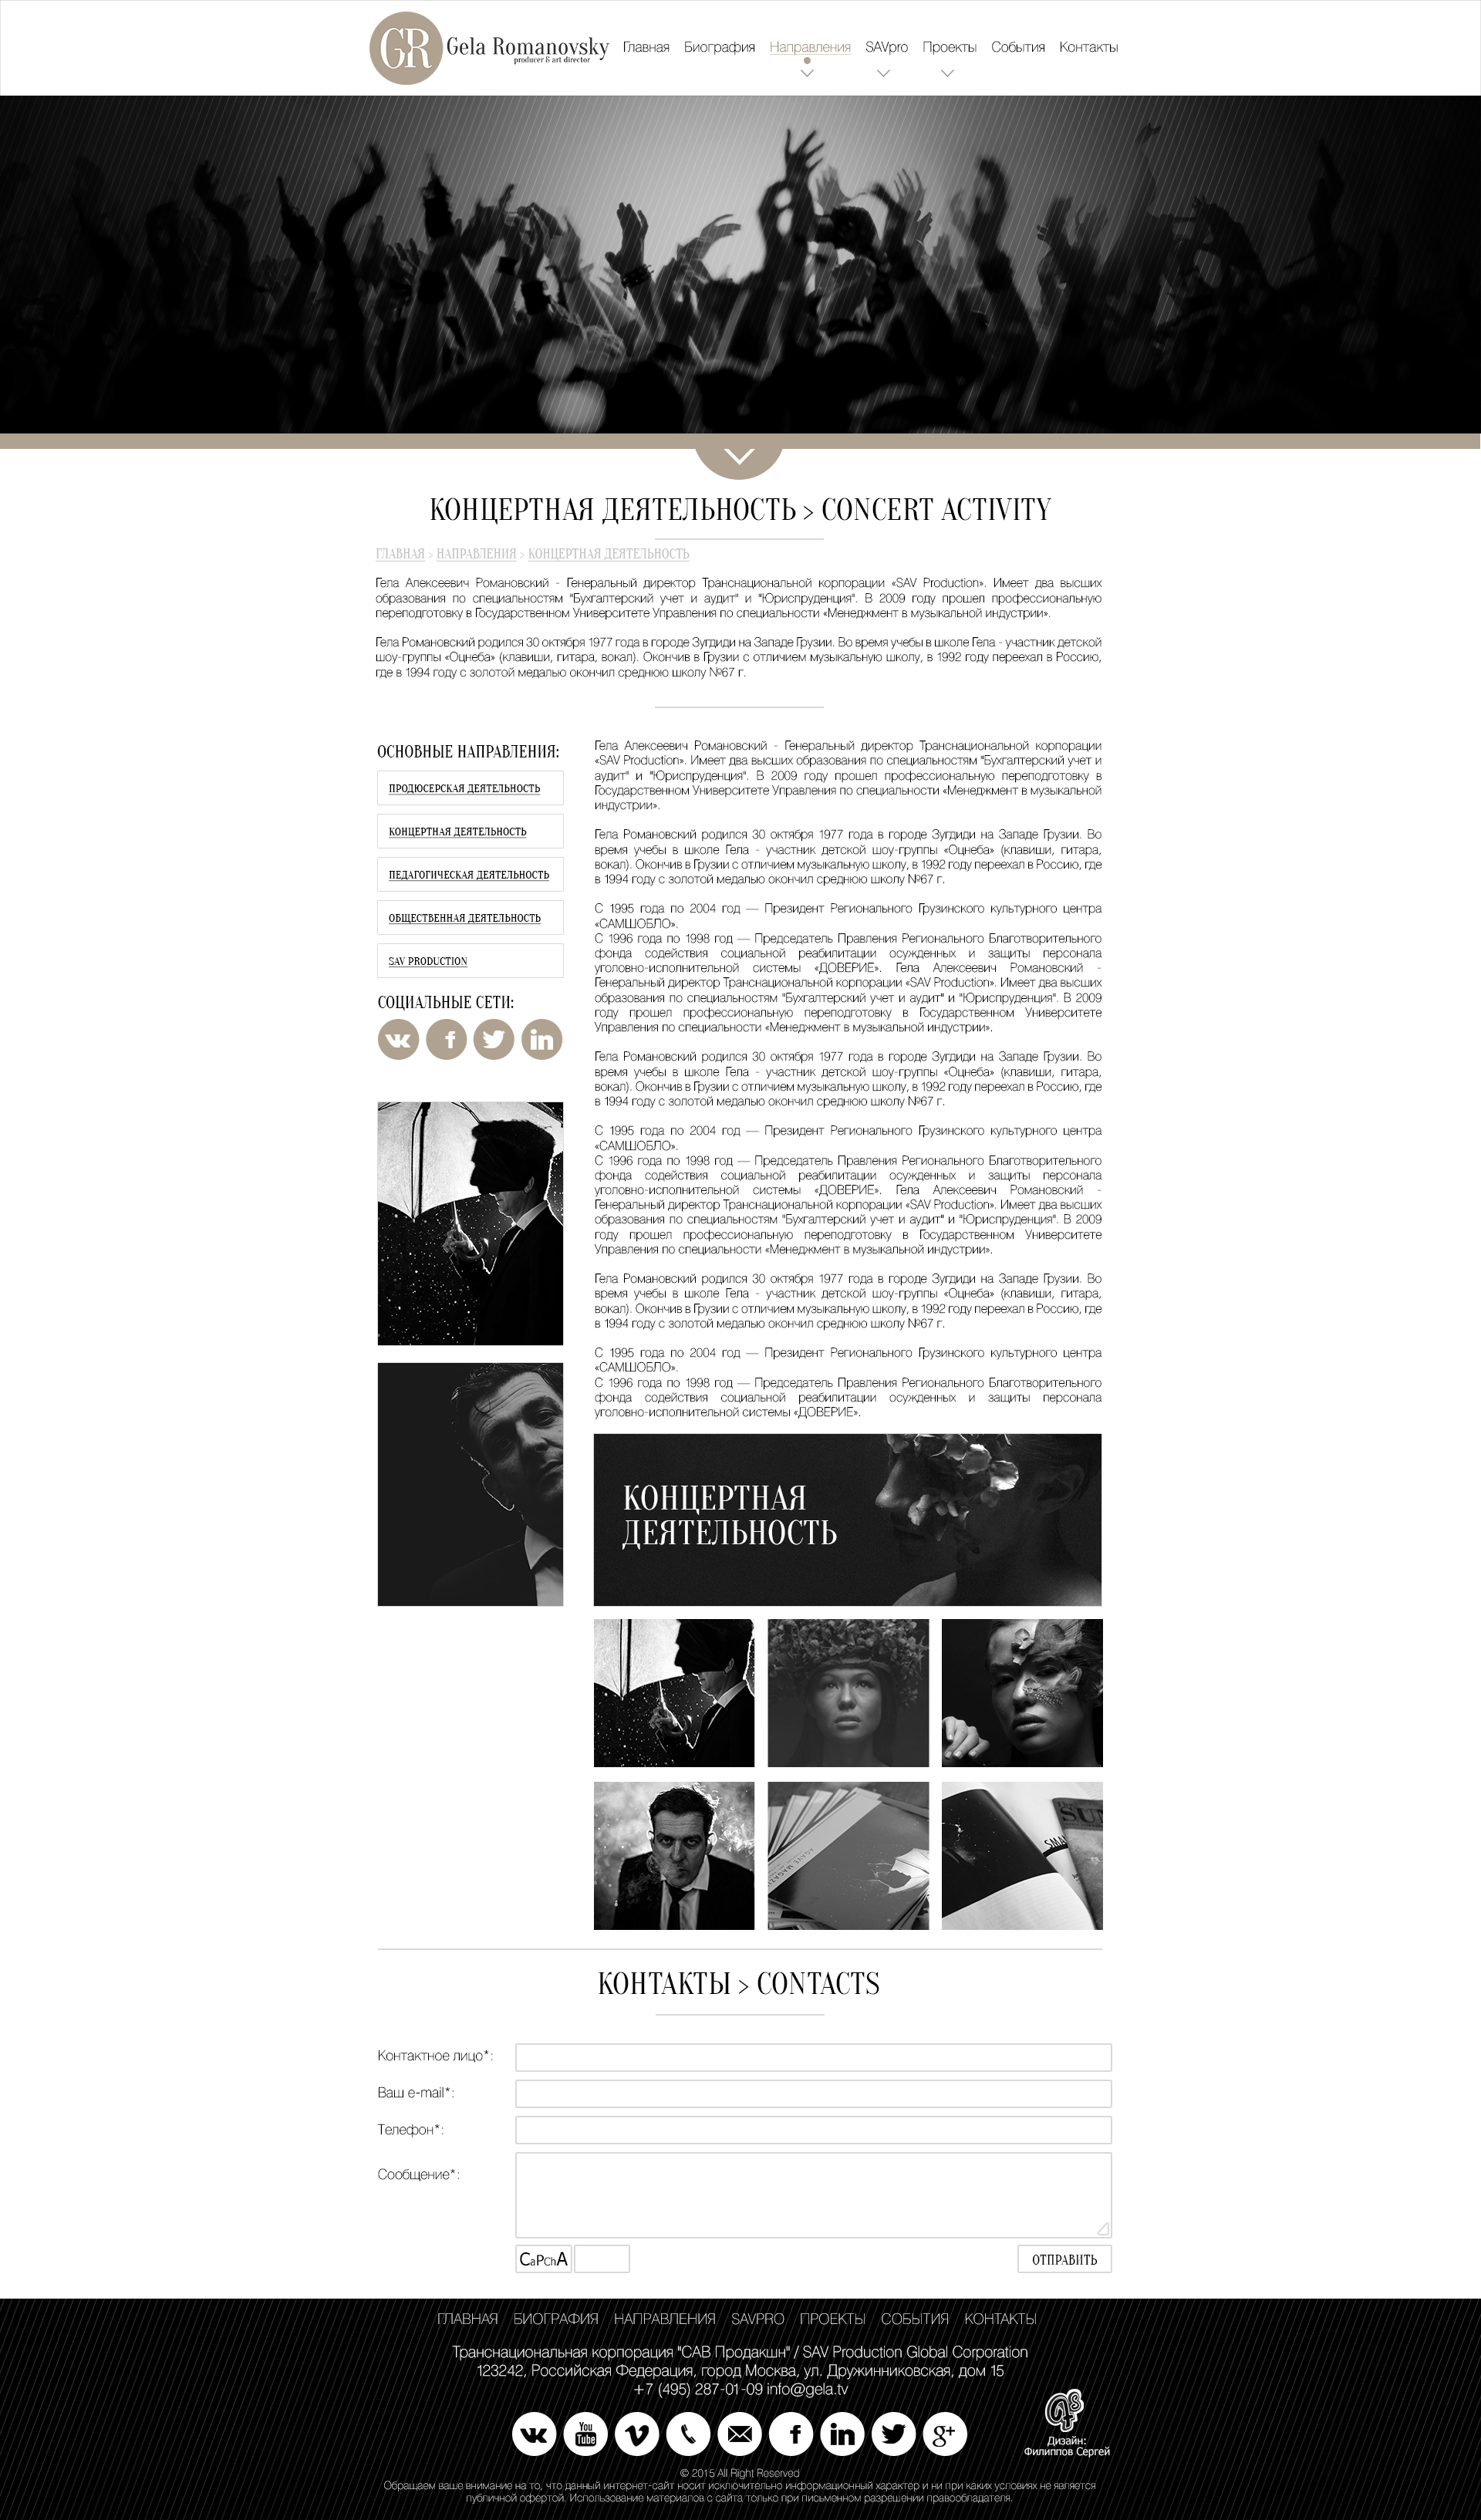 GR
Gela Romanovsky
producer & art director
Главная Биография Направления SAVpro Проекты События Контакты
КОНЦЕРТНАЯ ДЕЯТЕЛЬНОСТЬ > CONCERT ACTIVITY
ГЛАВНАЯ > НАПРАВЛЕНИЯ > КОНЦЕРТНАЯ ДЕЯТЕЛЬНОСТЬ
Гела Алексеевич Романовский - Генеральный директор Транснациональной корпорации «SAV Production». Имеет два высших
образования по специальностям "Бухгалтерский учет и аудит" и "Юриспруденция". В 2009 году прошел профессиональную
переподготовку в Государственном Университете Управления по специальности «Менеджмент в музыкальной индустрии».
Гела Романовский родился 30 октября 1977 года в городе Зугдиди на Западе Грузии. Во время учебы в школе Гела - участник детской
шоу-группы «Оцнеба» (клавиши, гитара, вокал). Окончив в Грузии с отличием музыкальную школу, в 1992 году переехал в Россию,
где в 1994 году с золотой медалью окончил среднюю школу №67 г.
ОСНОВНЫЕ НАПРАВЛЕНИЯ:
ПРОДЮСЕРСКАЯ ДЕЯТЕЛЬНОСТЬ
КОНЦЕРТНАЯ ДЕЯТЕЛЬНОСТЬ
ПЕДАГОГИЧЕСКАЯ ДЕЯТЕЛЬНОСТЬ
ОБЩЕСТВЕННАЯ ДЕЯТЕЛЬНОСТЬ
SAV PRODUCTION
СОЦИАЛЬНЫЕ СЕТИ:
Гела Алексеевич Романовский - Генеральный директор Транснациональной корпорации
«SAV Production». Имеет два высших образования по специальностям "Бухгалтерский учет и
аудит" и "Юриспруденция". В 2009 году прошел профессиональную переподготовку в
Государственном Университете Управления по специальности «Менеджмент в музыкальной
индустрии».
Гела Романовский родился 30 октября 1977 года в городе Зугдиди на Западе Грузии. Во
время учебы в школе Гела - участник детской шоу-группы «Оцнеба» (клавиши, гитара,
вокал). Окончив в Грузии с отличием музыкальную школу, в 1992 году переехал в Россию, где
в 1994 году с золотой медалью окончил среднюю школу №67 г.
С 1995 года по 2004 год — Президент Регионального Грузинского культурного центра
«САМШОБЛО».
С 1996 года по 1998 год — Председатель Правления Регионального Благотворительного
фонда содействия социальной реабилитации осужденных и защиты персонала
уголовно-исполнительной системы «ДОВЕРИЕ». Гела Алексеевич Романовский -
Генеральный директор Транснациональной корпорации «SAV Production». Имеет два высших
образования по специальностям "Бухгалтерский учет и аудит" и "Юриспруденция". В 2009
году прошел профессиональную переподготовку в Государственном Университете
Управления по специальности «Менеджмент в музыкальной индустрии».
Гела Романовский родился 30 октября 1977 года в городе Зугдиди на Западе Грузии. Во
время учебы в школе Гела - участник детской шоу-группы «Оцнеба» (клавиши, гитара,
вокал). Окончив в Грузии с отличием музыкальную школу, в 1992 году переехал в Россию, где
в 1994 году с золотой медалью окончил среднюю школу №67 г.
С 1995 года по 2004 год — Президент Регионального Грузинского культурного центра
«САМШОБЛО».
С 1996 года по 1998 год — Председатель Правления Регионального Благотворительного
фонда содействия социальной реабилитации осужденных и защиты персонала
уголовно-исполнительной системы «ДОВЕРИЕ». Гела Алексеевич Романовский -
Генеральный директор Транснациональной корпорации «SAV Production». Имеет два высших
образования по специальностям "Бухгалтерский учет и аудит" и "Юриспруденция". В 2009
году прошел профессиональную переподготовку в Государственном Университете
Управления по специальности «Менеджмент в музыкальной индустрии».
Гела Романовский родился 30 октября 1977 года в городе Зугдиди на Западе Грузии. Во
время учебы в школе Гела - участник детской шоу-группы «Оцнеба» (клавиши, гитара,
вокал). Окончив в Грузии с отличием музыкальную школу, в 1992 году переехал в Россию, где
в 1994 году с золотой медалью окончил среднюю школу №67 г.
С 1995 года по 2004 год — Президент Регионального Грузинского культурного центра
«САМШОБЛО».
С 1996 года по 1998 год — Председатель Правления Регионального Благотворительного
фонда содействия социальной реабилитации осужденных и защиты персонала
уголовно-исполнительной системы «ДОВЕРИЕ».
КОНЦЕРТНАЯ
ДЕЯТЕЛЬНОСТЬ
КОНТАКТЫ > CONTACTS
Контактное лицо*:
Ваш e-mail*:
Телефон*:
Сообщение*:
CaPChA
ОТПРАВИТЬ
ГЛАВНАЯ БИОГРАФИЯ НАПРАВЛЕНИЯ SAVPRO ПРОЕКТЫ СОБЫТИЯ КОНТАКТЫ
Транснациональная корпорация "САВ Продакшн" / SAV Production Global Corporation
123242, Российская Федерация, город Москва, ул. Дружинниковская, дом 15
+7 (495) 287-01-09 info@gela.tv
You Tube
Дизайн:
Филиппов Сергей
© 2015 All Right Reserved
Обращаем ваше внимание на то, что данный интернет-сайт носит исключительно информационный характер и ни при каких условиях не является
публичной офертой. Использование материалов с сайта только при письменном разрешении правообладателя.